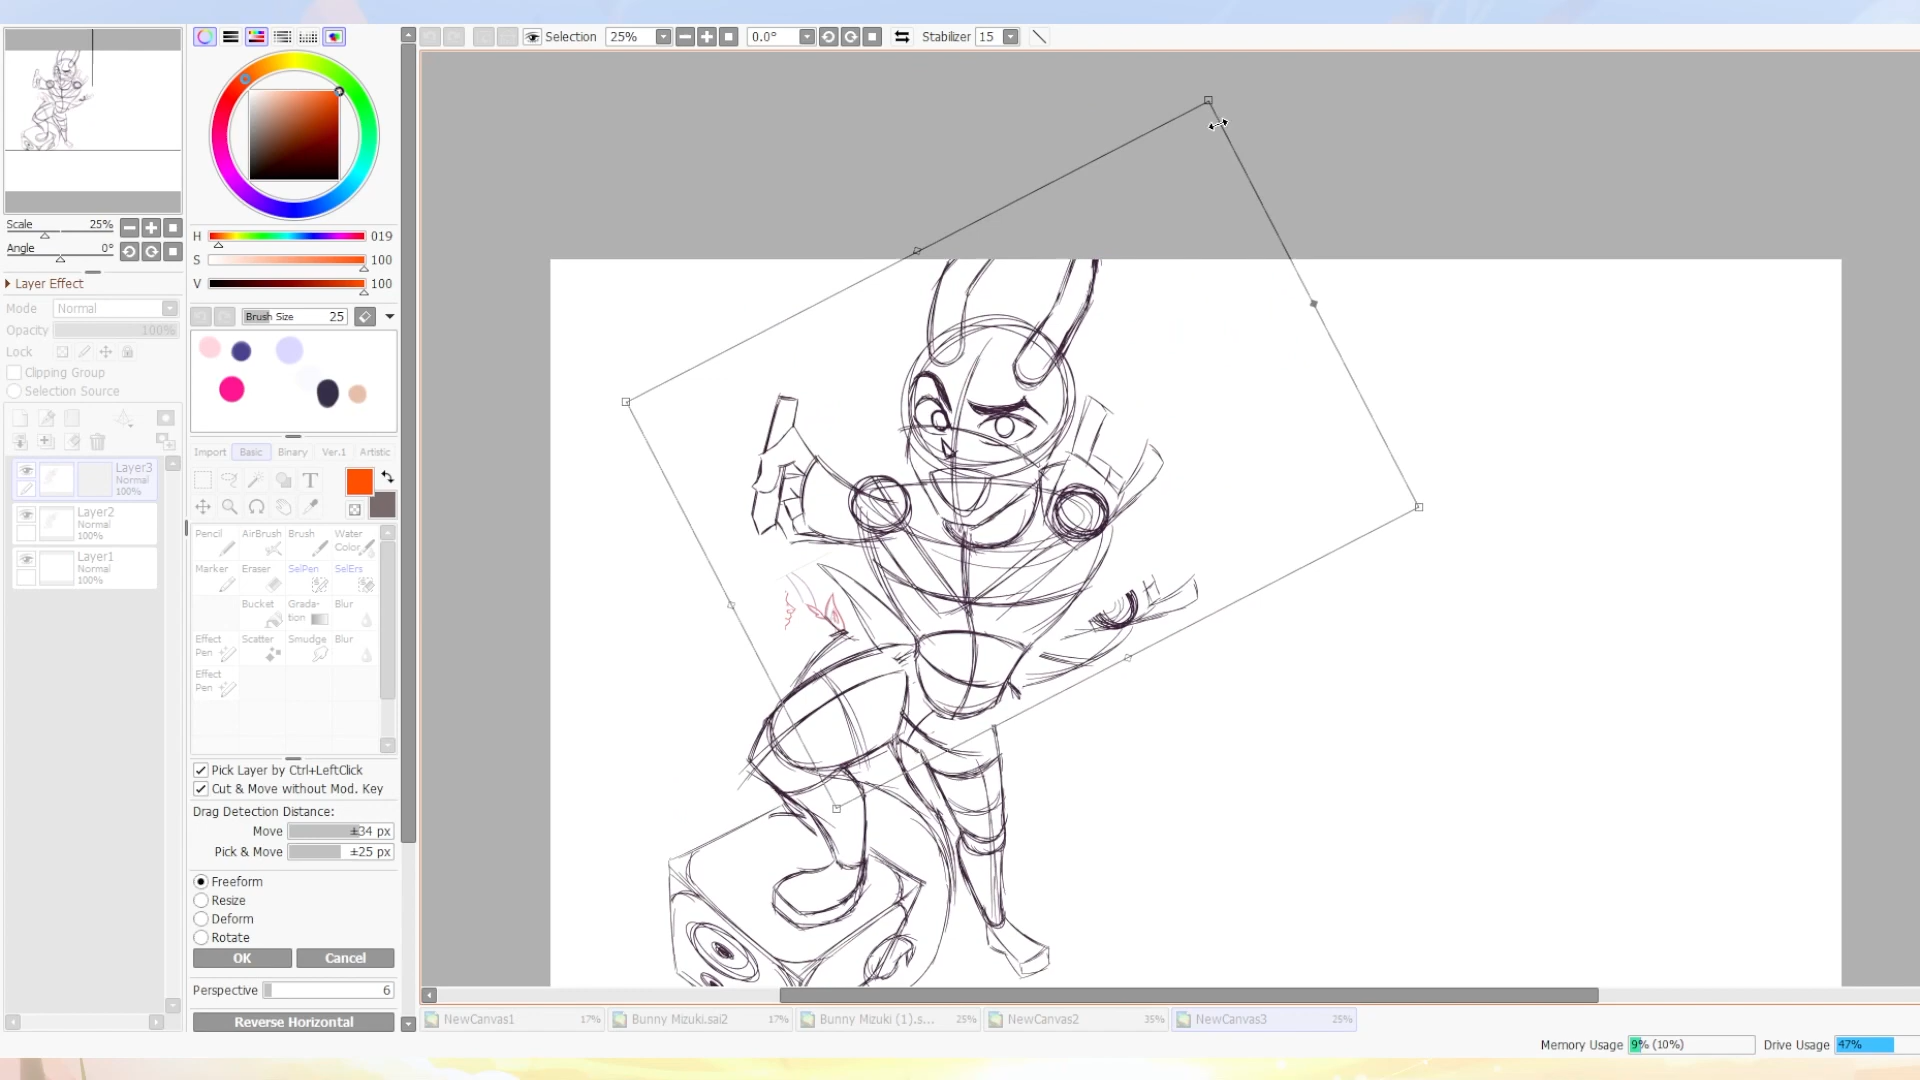 Selection 25% 0.0° Stabilizer 15
Scale 25%
Angle 0°
Layer Effect
Mode Normal
Opacity 100%
Lock
Clipping Group
Selection Source
Layer3
Normal
100%
Layer2
Normal
100%
Layer1
Normal
100%
H 019
S 100
V 100
Brush Size 25
Import Basic Binary Ver.1 Artistic
T
Pencil AirBrush Brush Water Color
Marker Eraser SelPen SelErs
Bucket Grada-tion Blur
Effect Pen Scatter Smudge Blur
Effect Pen
Pick Layer by Ctrl+LeftClick
Cut & Move without Mod. Key
Drag Detection Distance:
Move ±34 px
Pick & Move ±25 px
Freeform
Resize
Deform
Rotate
OK Cancel
Perspective 6
Reverse Horizontal
NewCanvas1 17% Bunny Mizuki.sai2 17% Bunny Mizuki (1).s... 25% NewCanvas2 35% NewCanvas3 25%
Memory Usage 9% (10%) Drive Usage 47%